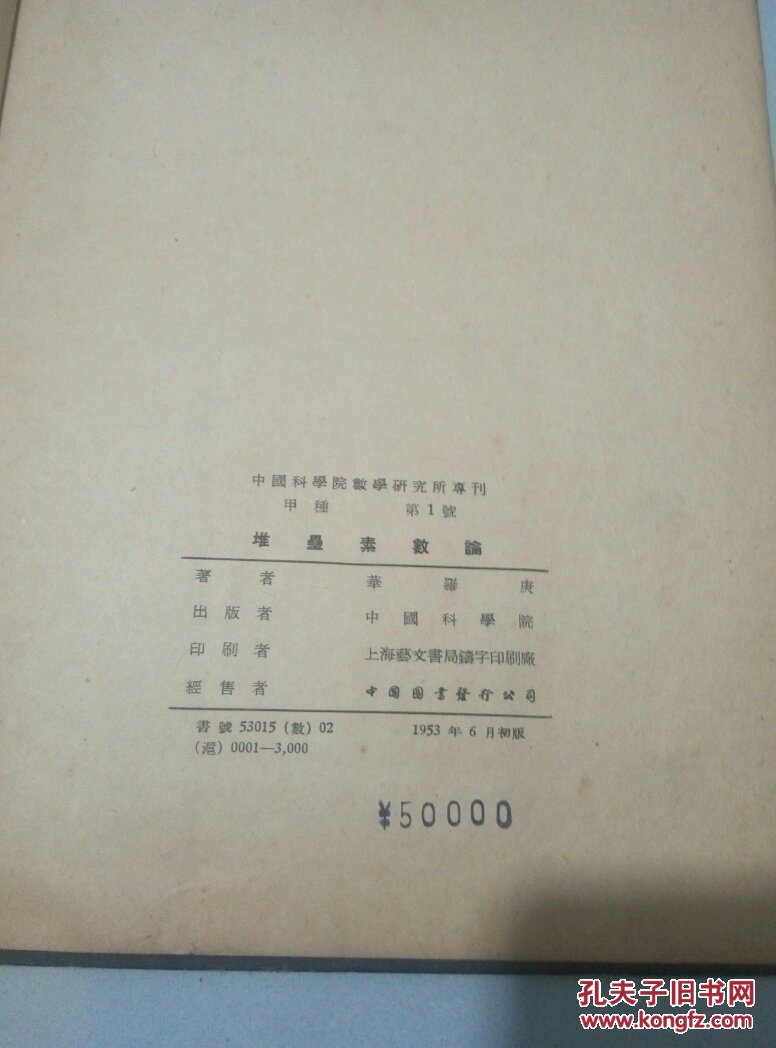 中國科學院數學研究所專刊
甲種 第1號
堆壘素數論
著者 華羅庚
出版者 中國科學院
印刷者 上海藝文書局鑄字印刷廠
經售者 中国图書發行公司
書號 53015 (數) 02 1953 年 6 月初版
(滬) 0001—3,000
¥50000
孔夫子旧书网
www.kongfz.com